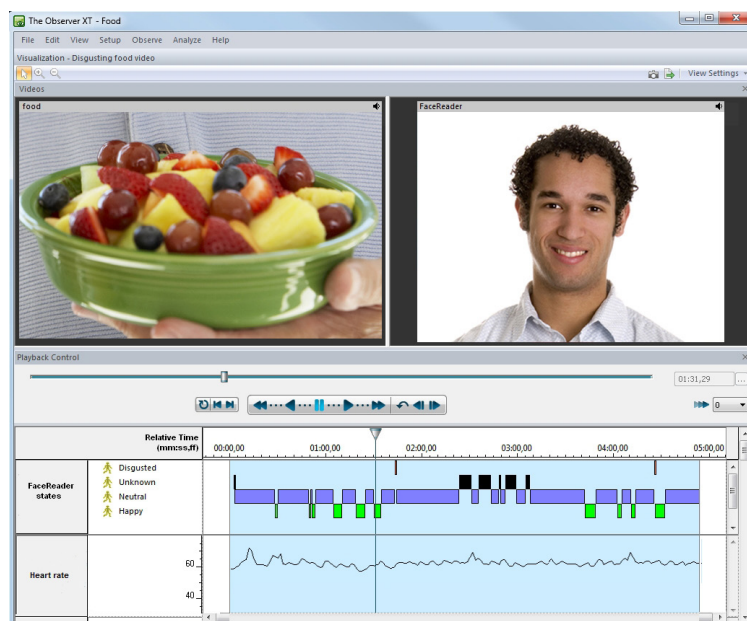 The Observer XT - Food
File Edit View Setup Observe Analyze Help
Visualization - Disgusting food video
View Settings
Videos
food
FaceReader
Playback Control
01:31,29
...
0
Relative Time
(mm:ss,ff)
00:00,00 01:00,00 02:00,00 03:00,00 04:00,00 05:00,00
FaceReader
states
Disgusted
Unknown
Neutral
Happy
Heart rate
60
40